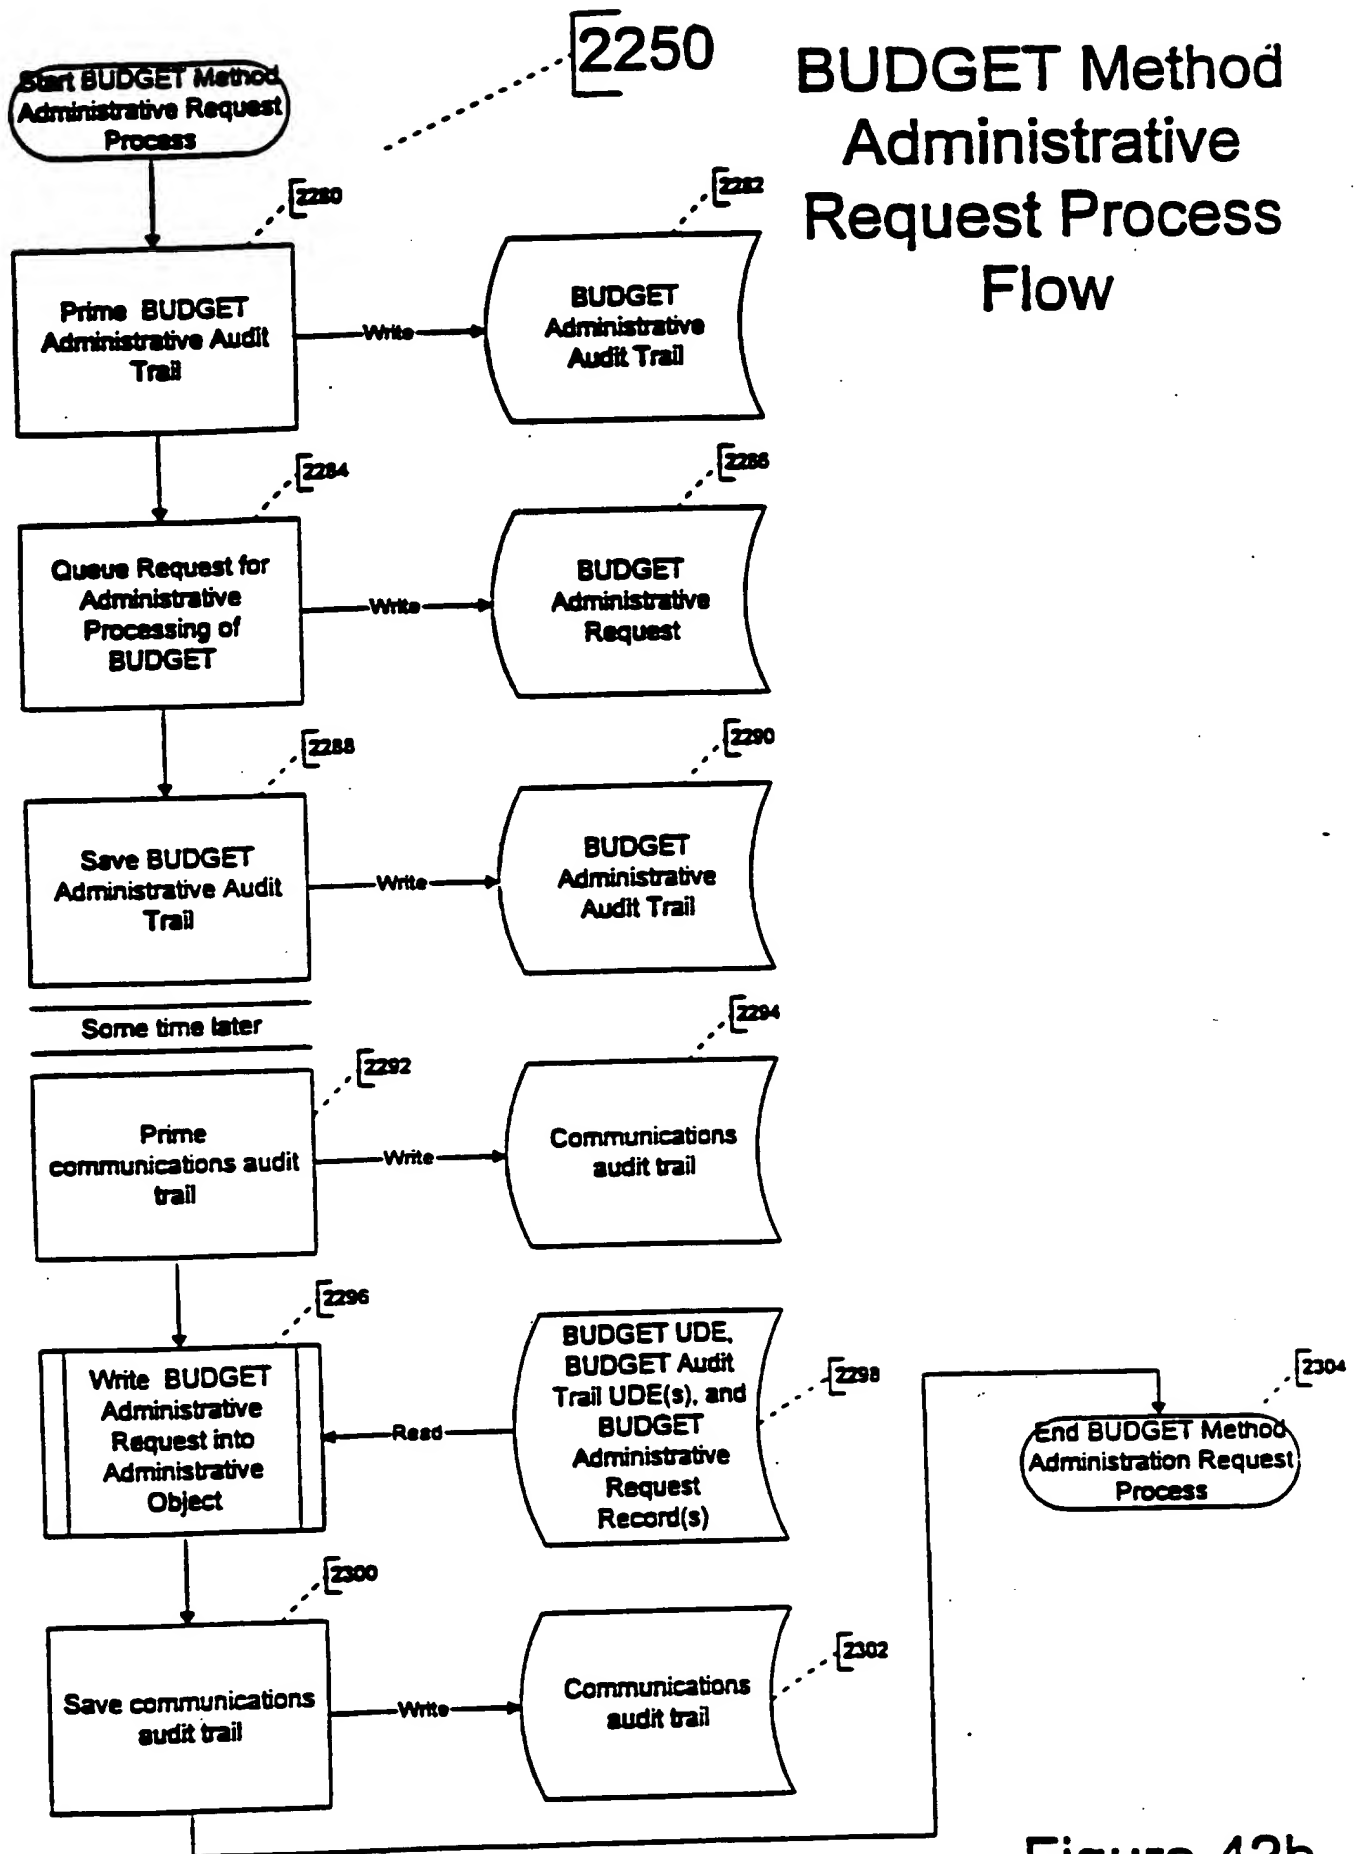 2250
BUDGET Method
Administrative
Request Process
Flow
Start BUDGET Method
Administrative Request
Process
2280
Prime BUDGET
Administrative Audit
Trail
Write
2282
BUDGET
Administrative
Audit Trail
2284
Queue Request for
Administrative
Processing of
BUDGET
Write
2286
BUDGET
Administrative
Request
2288
Save BUDGET
Administrative Audit
Trail
Write
2290
BUDGET
Administrative
Audit Trail
Some time later
2292
Prime
communications audit
trail
Write
2294
Communications
audit trail
2296
Write BUDGET
Administrative
Request into
Administrative
Object
Read
BUDGET UDE,
BUDGET Audit
Trail UDE(s), and
BUDGET
Administrative
Request
Record(s)
2298
2300
Save communications
audit trail
Write
Communications
audit trail
2302
2304
End BUDGET Method
Administration Request
Process